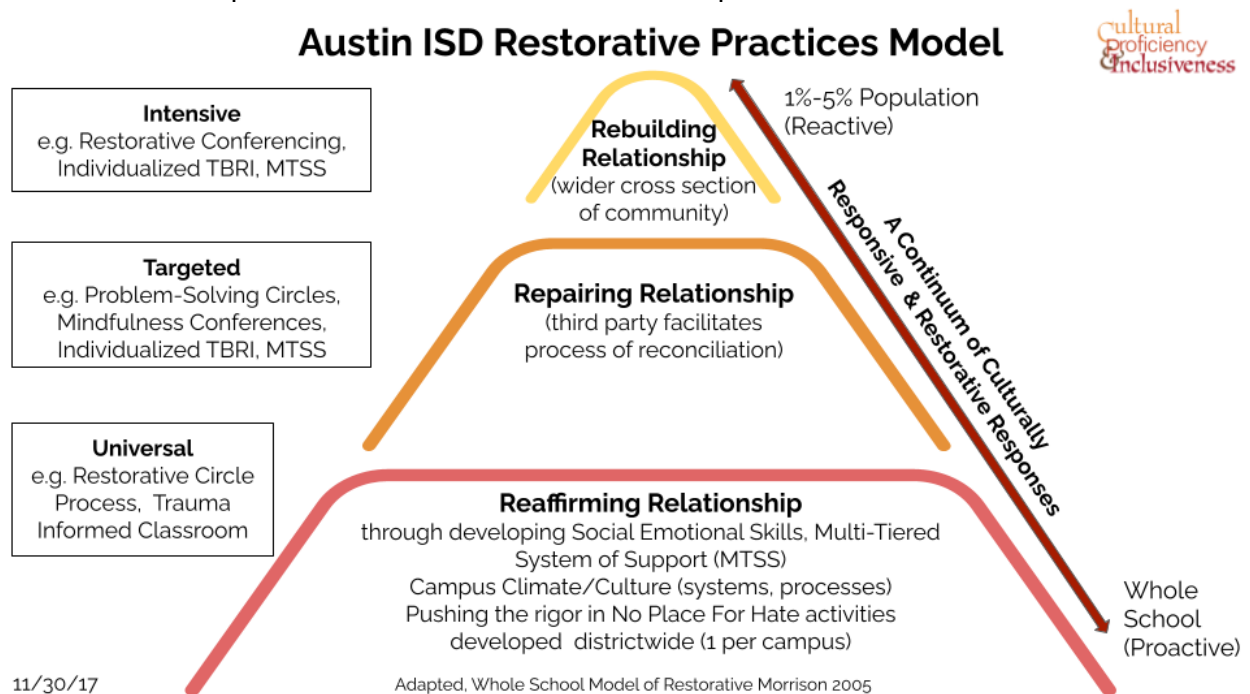 Austin ISD Restorative Practices Model
Cultural
Proficiency
&Inclusiveness
Intensive
e.g. Restorative Conferencing,
Individualized TBRI, MTSS
Rebuilding
Relationship
(wider cross section
of community)
1%-5% Population
(Reactive)
Targeted
e.g. Problem-Solving Circles,
Mindfulness Conferences,
Individualized TBRI, MTSS
Repairing Relationship
(third party facilitates
process of reconciliation)
A Continuum of Culturally
Responsive & Restorative Responses
Universal
e.g. Restorative Circle
Process, Trauma
Informed Classroom
Reaffirming Relationship
through developing Social Emotional Skills, Multi-Tiered
System of Support (MTSS)
Campus Climate/Culture (systems, processes)
Pushing the rigor in No Place For Hate activities
developed districtwide (1 per campus)
Whole
School
(Proactive)
11/30/17
Adapted, Whole School Model of Restorative Morrison 2005